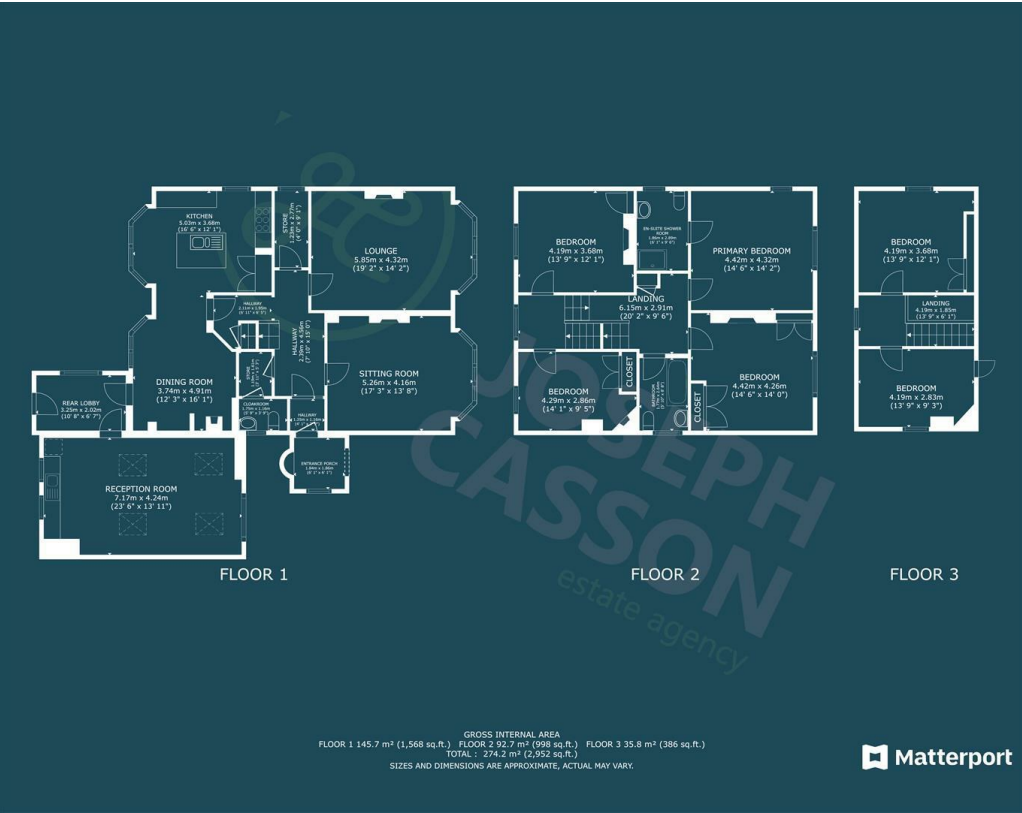 KITCHEN
5.03m x 3.68m
(16' 6" x 12' 1")
STORE
1.23m x 2.77m
(4' 0" x 9' 1")
LOUNGE
5.85m x 4.32m
(19' 2" x 14' 2")
HALLWAY
HALLWAY
2.39m x 4.56m
(7' 10" x 15' 0")
SITTING ROOM
5.26m x 4.16m
(17' 3" x 13' 8")
DINING ROOM
3.74m x 4.91m
(12' 3" x 16' 1")
STORE
REAR LOBBY
3.25m x 2.02m
(10' 8" x 6' 7")
CLOAKROOM
HALLWAY
ENTRANCE PORCH
RECEPTION ROOM
7.17m x 4.24m
(23' 6" x 13' 11")
FLOOR 1
BEDROOM
4.19m x 3.68m
(13' 9" x 12' 1")
EN-SUITE SHOWER
ROOM
PRIMARY BEDROOM
4.42m x 4.32m
(14' 6" x 14' 2")
LANDING
6.15m x 2.91m
(20' 2" x 9' 6")
BEDROOM
4.29m x 2.86m
(14' 1" x 9' 5")
CLOSET
BATHROOM
CLOSET
BEDROOM
4.42m x 4.26m
(14' 6" x 14' 0")
FLOOR 2
BEDROOM
4.19m x 3.68m
(13' 9" x 12' 1")
LANDING
4.19m x 1.85m
(13' 9" x 6' 1")
BEDROOM
4.19m x 2.83m
(13' 9" x 9' 3")
FLOOR 3
JOSEPH
CASSON
estate agency
GROSS INTERNAL AREA
FLOOR 1 145.7 m² (1,568 sq.ft.) FLOOR 2 92.7 m² (998 sq.ft.) FLOOR 3 35.8 m² (386 sq.ft.)
TOTAL : 274.2 m² (2,952 sq.ft.)
SIZES AND DIMENSIONS ARE APPROXIMATE, ACTUAL MAY VARY.
Matterport